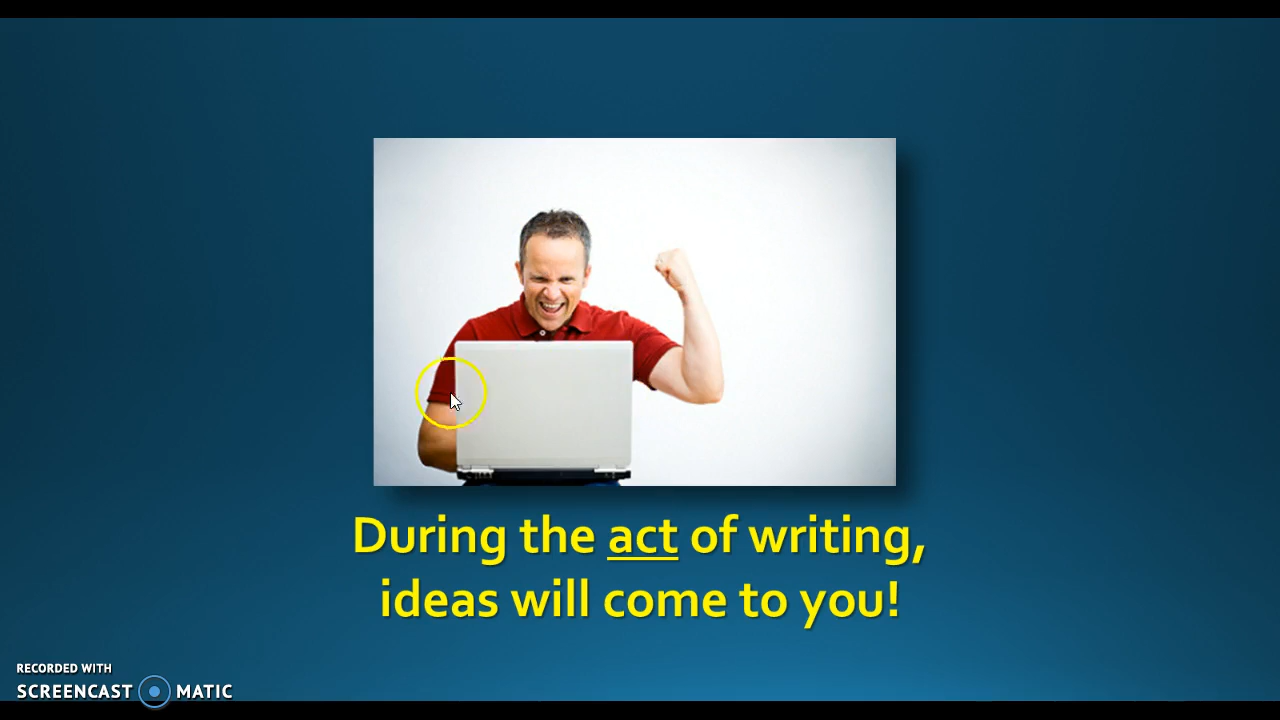 During the act of writing,
ideas will come to you!
RECORDED WITH
SCREENCAST MATIC